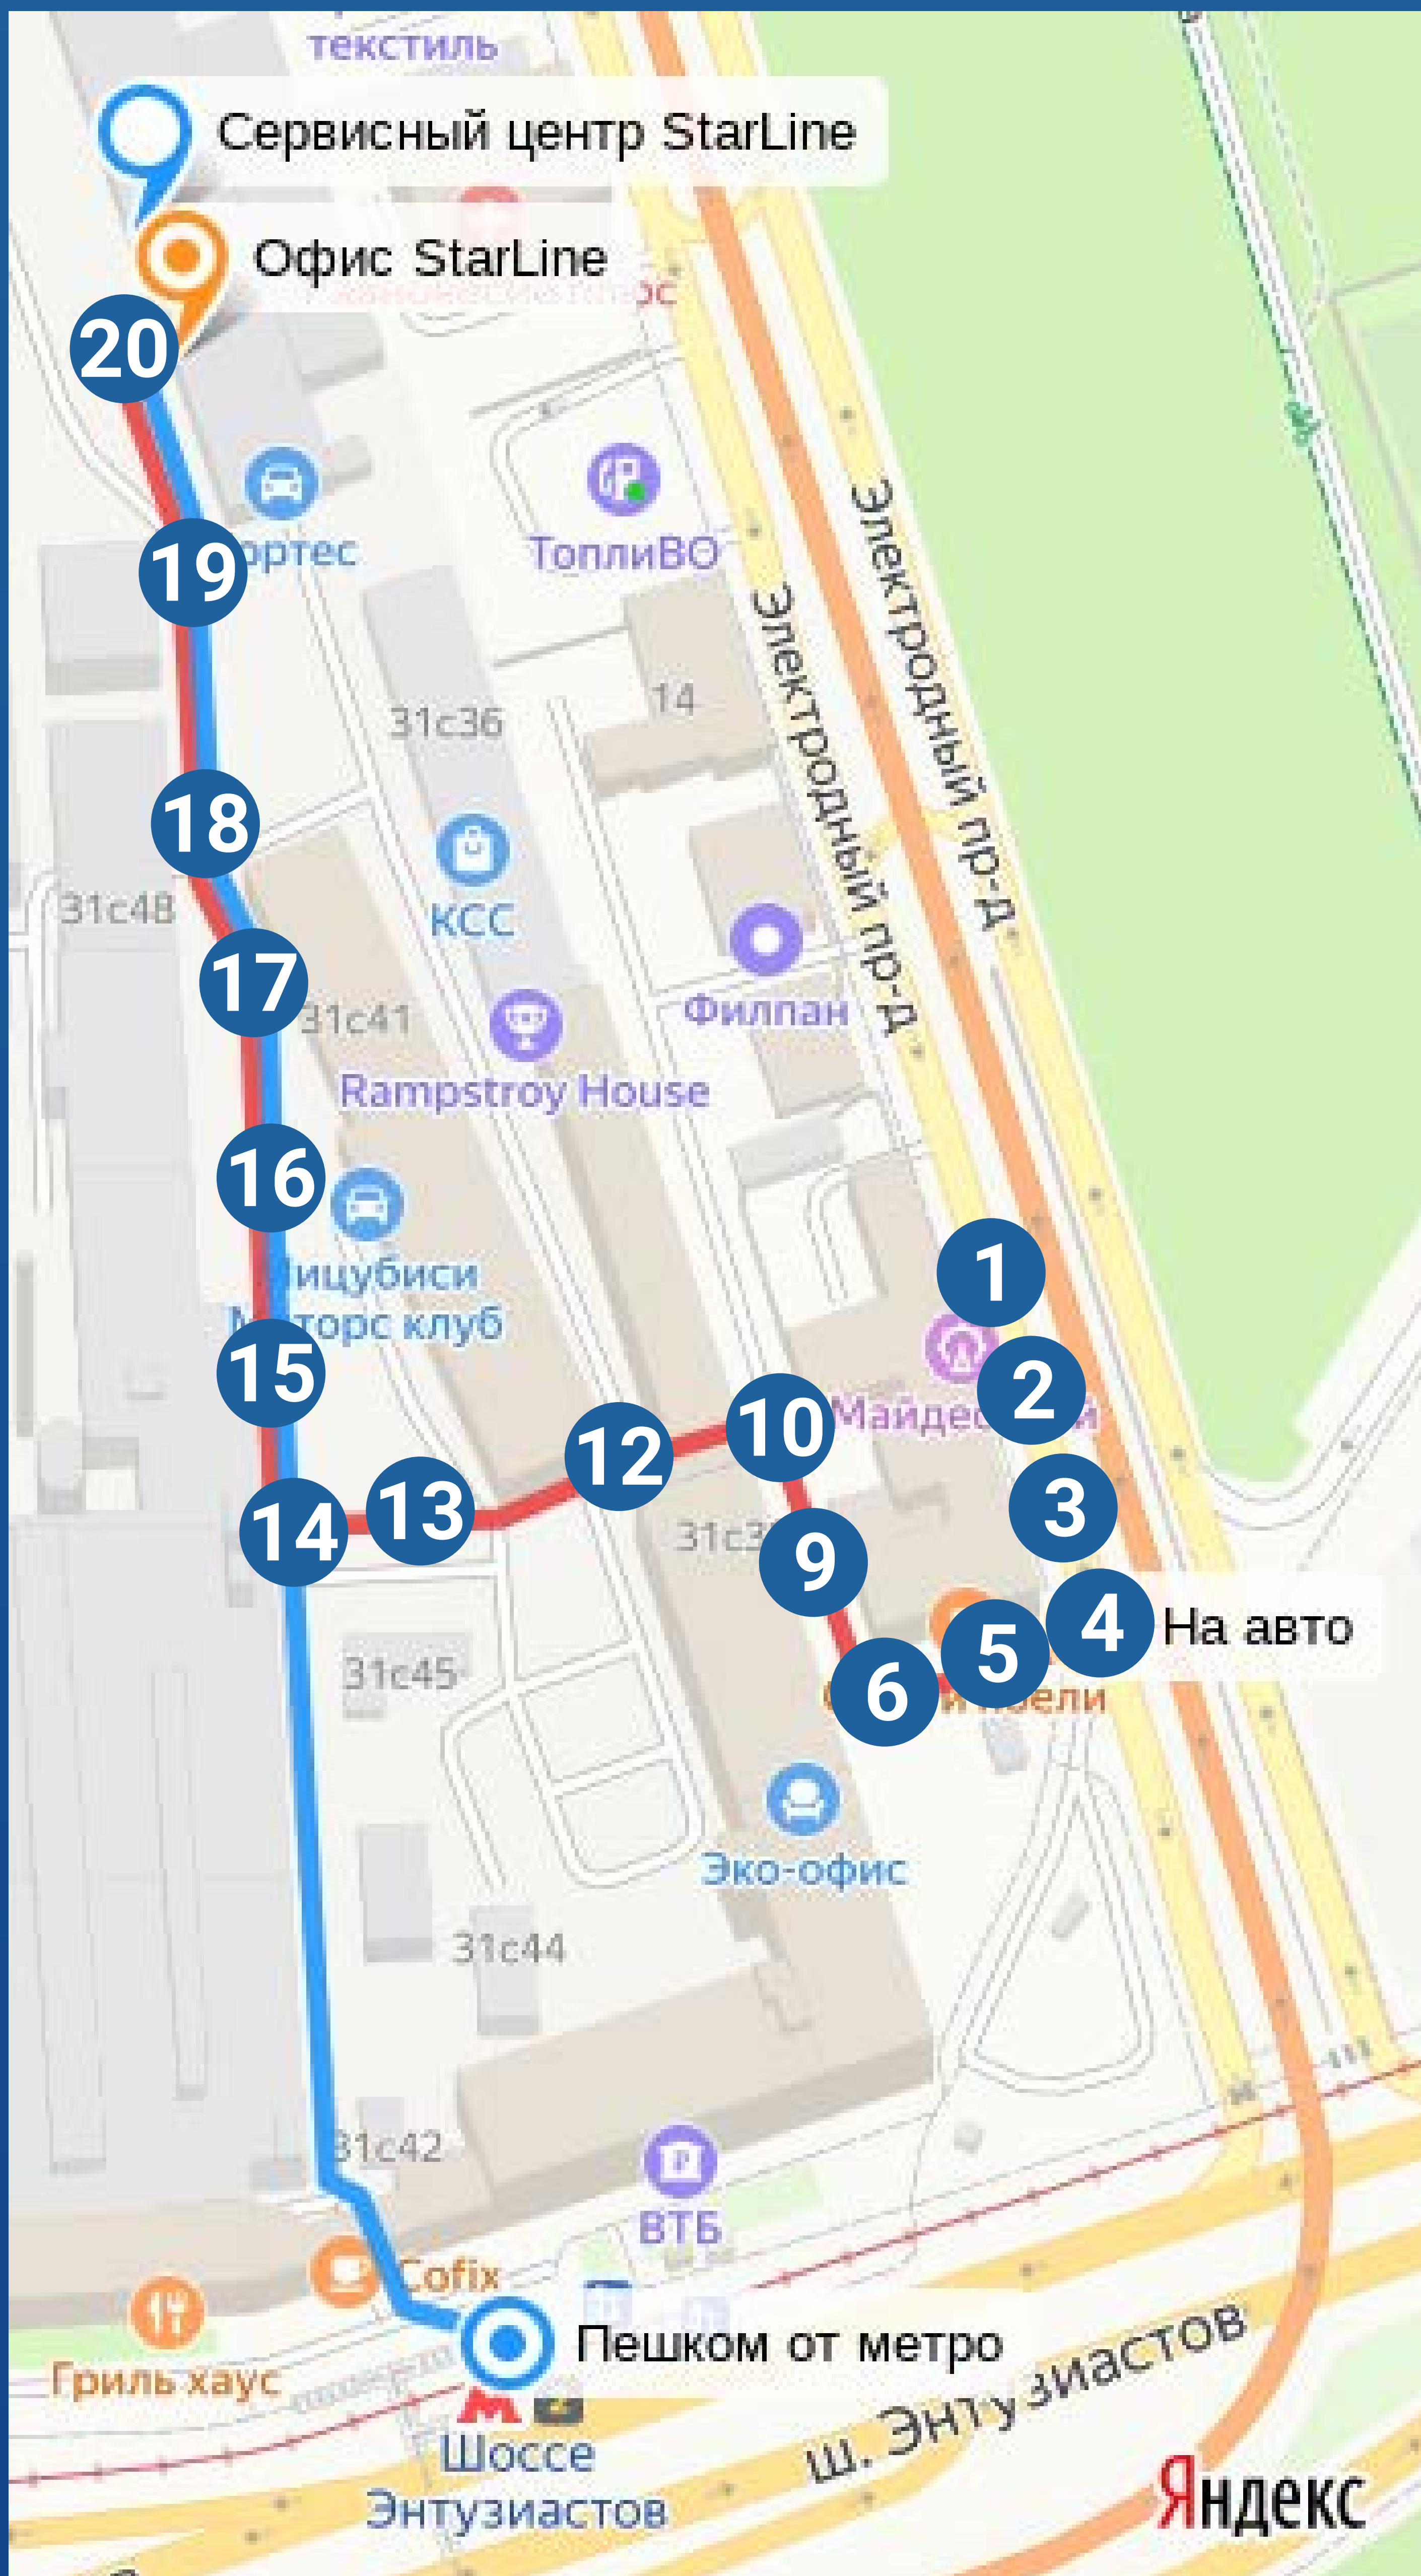 текстиль
Сервисный центр StarLine
Офис StarLine
20
ТоплиВО
19
Электродный пр-д
Электродный пр-д
31с36
14
18
КСС
31с48
17
31с41
Филпан
Rampstroy House
16
1
Мицубиси
Моторс клуб
15
2
10
12
13
3
14
9
4
На авто
5
6
31с45
Эко-офис
31с44
31с42
ВТБ
Cofix
Пешком от метро
Гриль хаус
ш. Энтузиастов
Шоссе
Энтузиастов
Яндекс